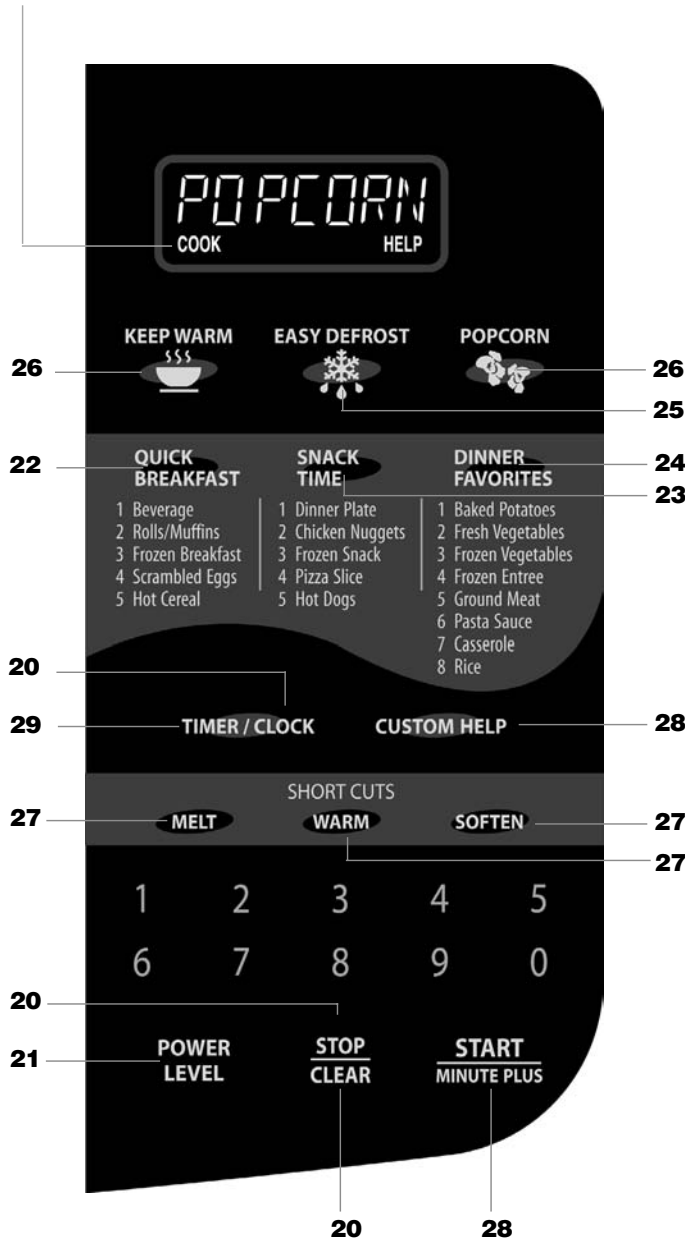 POPCORN
COOK HELP
KEEP WARM EASY DEFROST POPCORN
26 26
25
22 QUICK BREAKFAST
1 Beverage
2 Rolls/Muffins
3 Frozen Breakfast
4 Scrambled Eggs
5 Hot Cereal
SNACK TIME 23
1 Dinner Plate
2 Chicken Nuggets
3 Frozen Snack
4 Pizza Slice
5 Hot Dogs
DINNER FAVORITES 24
1 Baked Potatoes
2 Fresh Vegetables
3 Frozen Vegetables
4 Frozen Entree
5 Ground Meat
6 Pasta Sauce
7 Casserole
8 Rice
20
29 TIMER / CLOCK CUSTOM HELP 28
SHORT CUTS
27 MELT WARM SOFTEN 27
27
1 2 3 4 5
6 7 8 9 0
20
21 POWER LEVEL
STOP
CLEAR
START
MINUTE PLUS
20 28